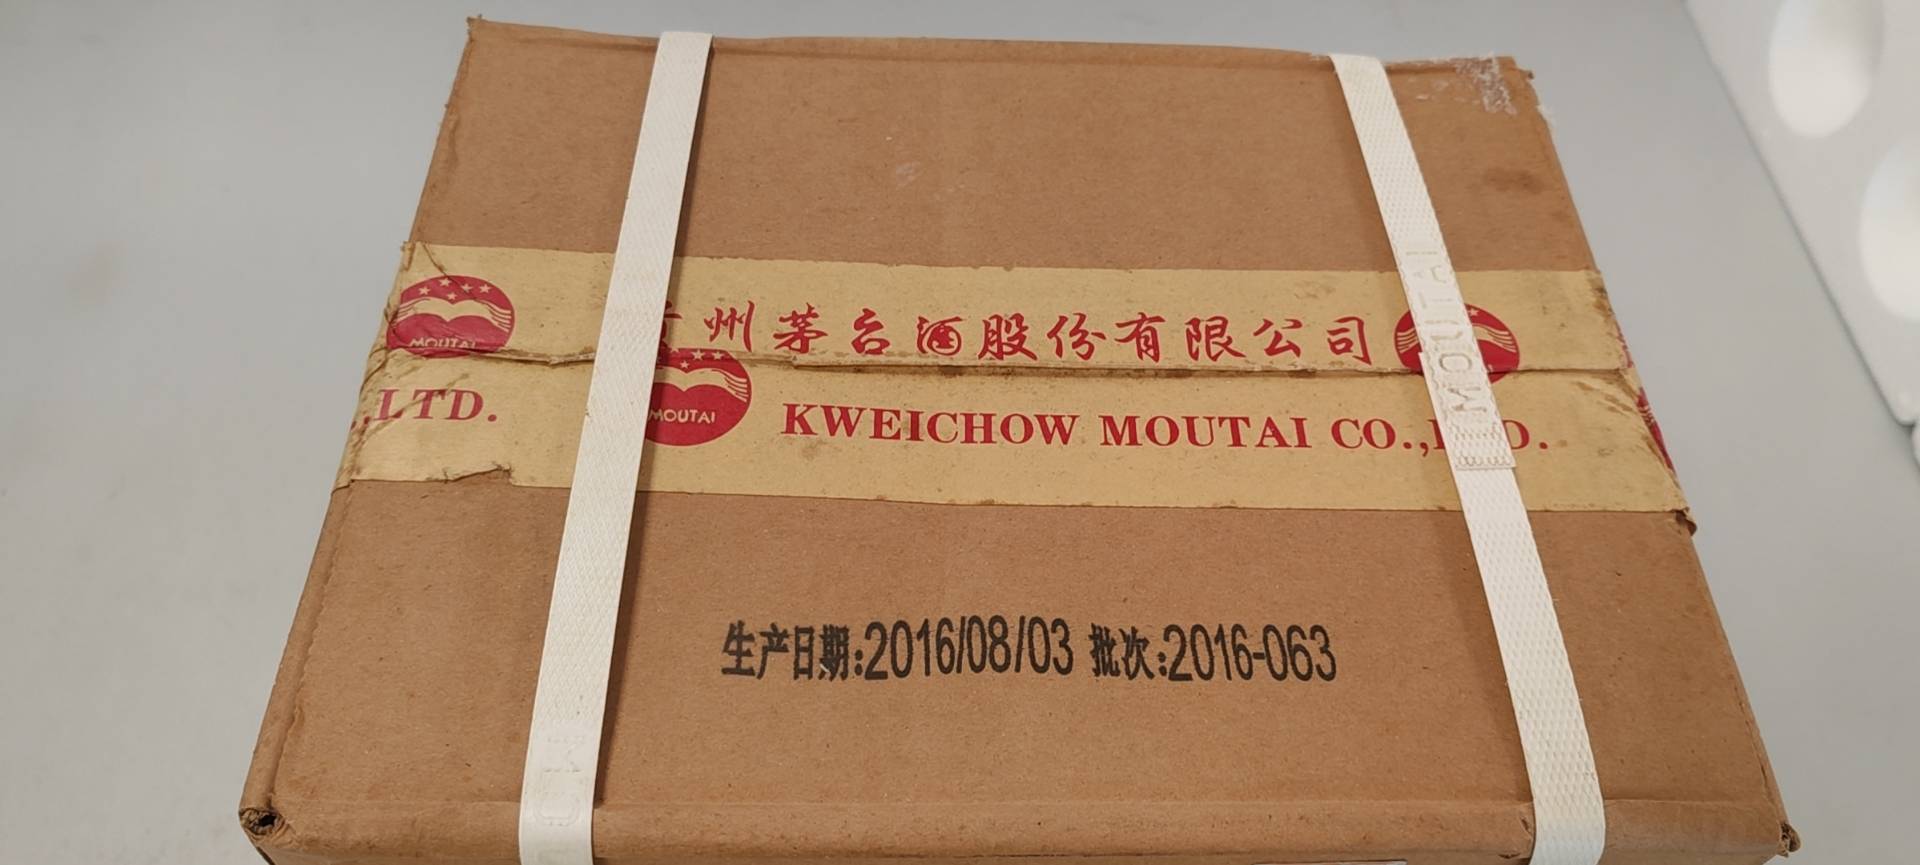 MOUTAI
州茅台酒股份有限公司
MOUTAI
.,LTD.
MOUTAI
KWEICHOW MOUTAI CO.,
D.
生产日期:2016/08/03 批次:2016-063